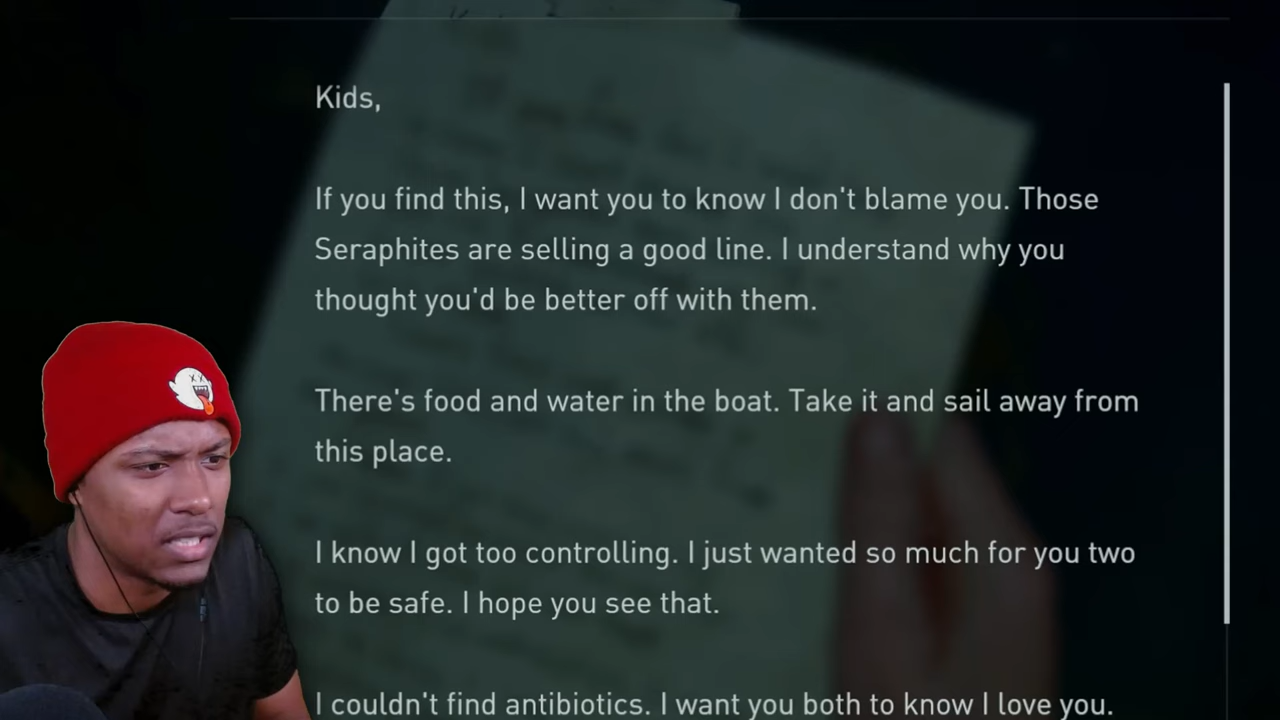 Kids,
If you find this, I want you to know I don't blame you. Those
Seraphites are selling a good line. I understand why you
thought you'd be better off with them.
There's food and water in the boat. Take it and sail away from
this place.
I know I got too controlling. I just wanted so much for you two
to be safe. I hope you see that.
I couldn't find antibiotics. I want you both to know I love you.